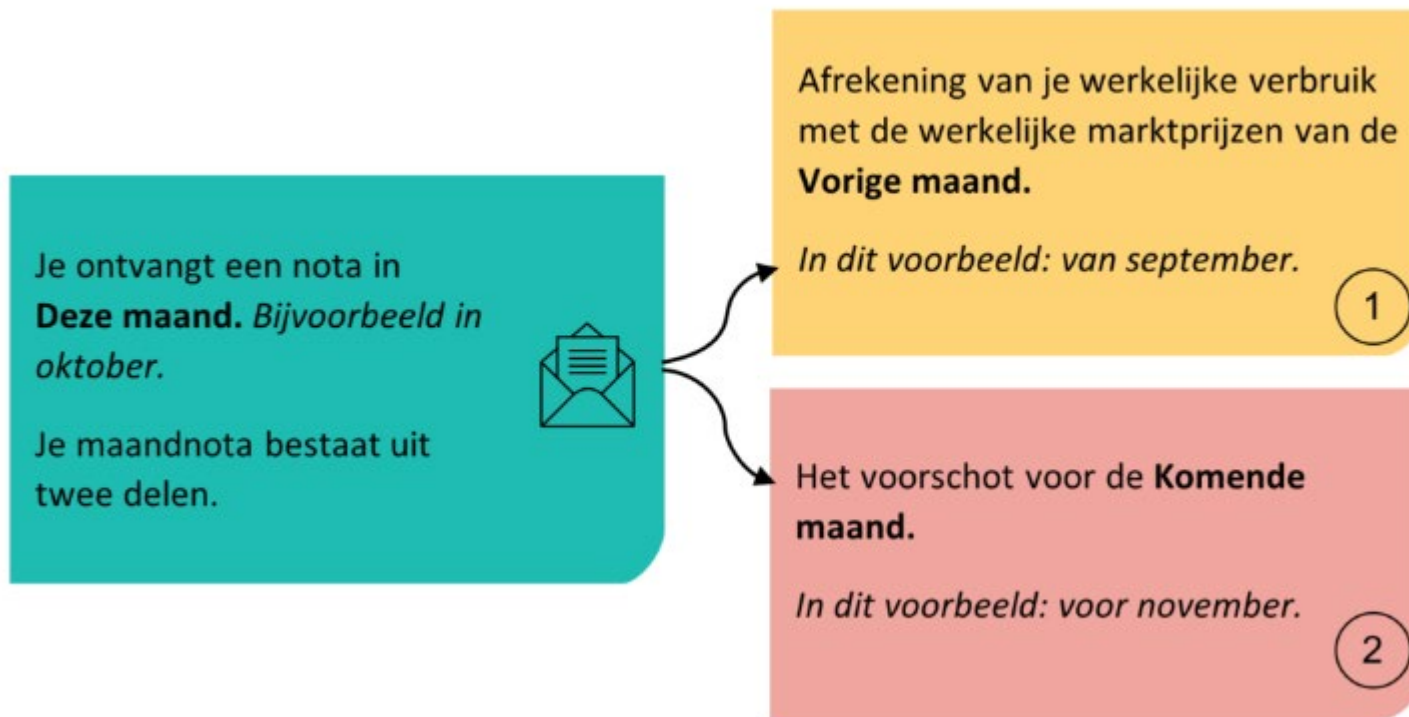 Je ontvangt een nota in
Deze maand. Bijvoorbeeld in
oktober.
Je maandnota bestaat uit
twee delen.
Afrekening van je werkelijke verbruik
met de werkelijke marktprijzen van de
Vorige maand.
In dit voorbeeld: van september.
1
Het voorschot voor de Komende
maand.
In dit voorbeeld: voor november.
2